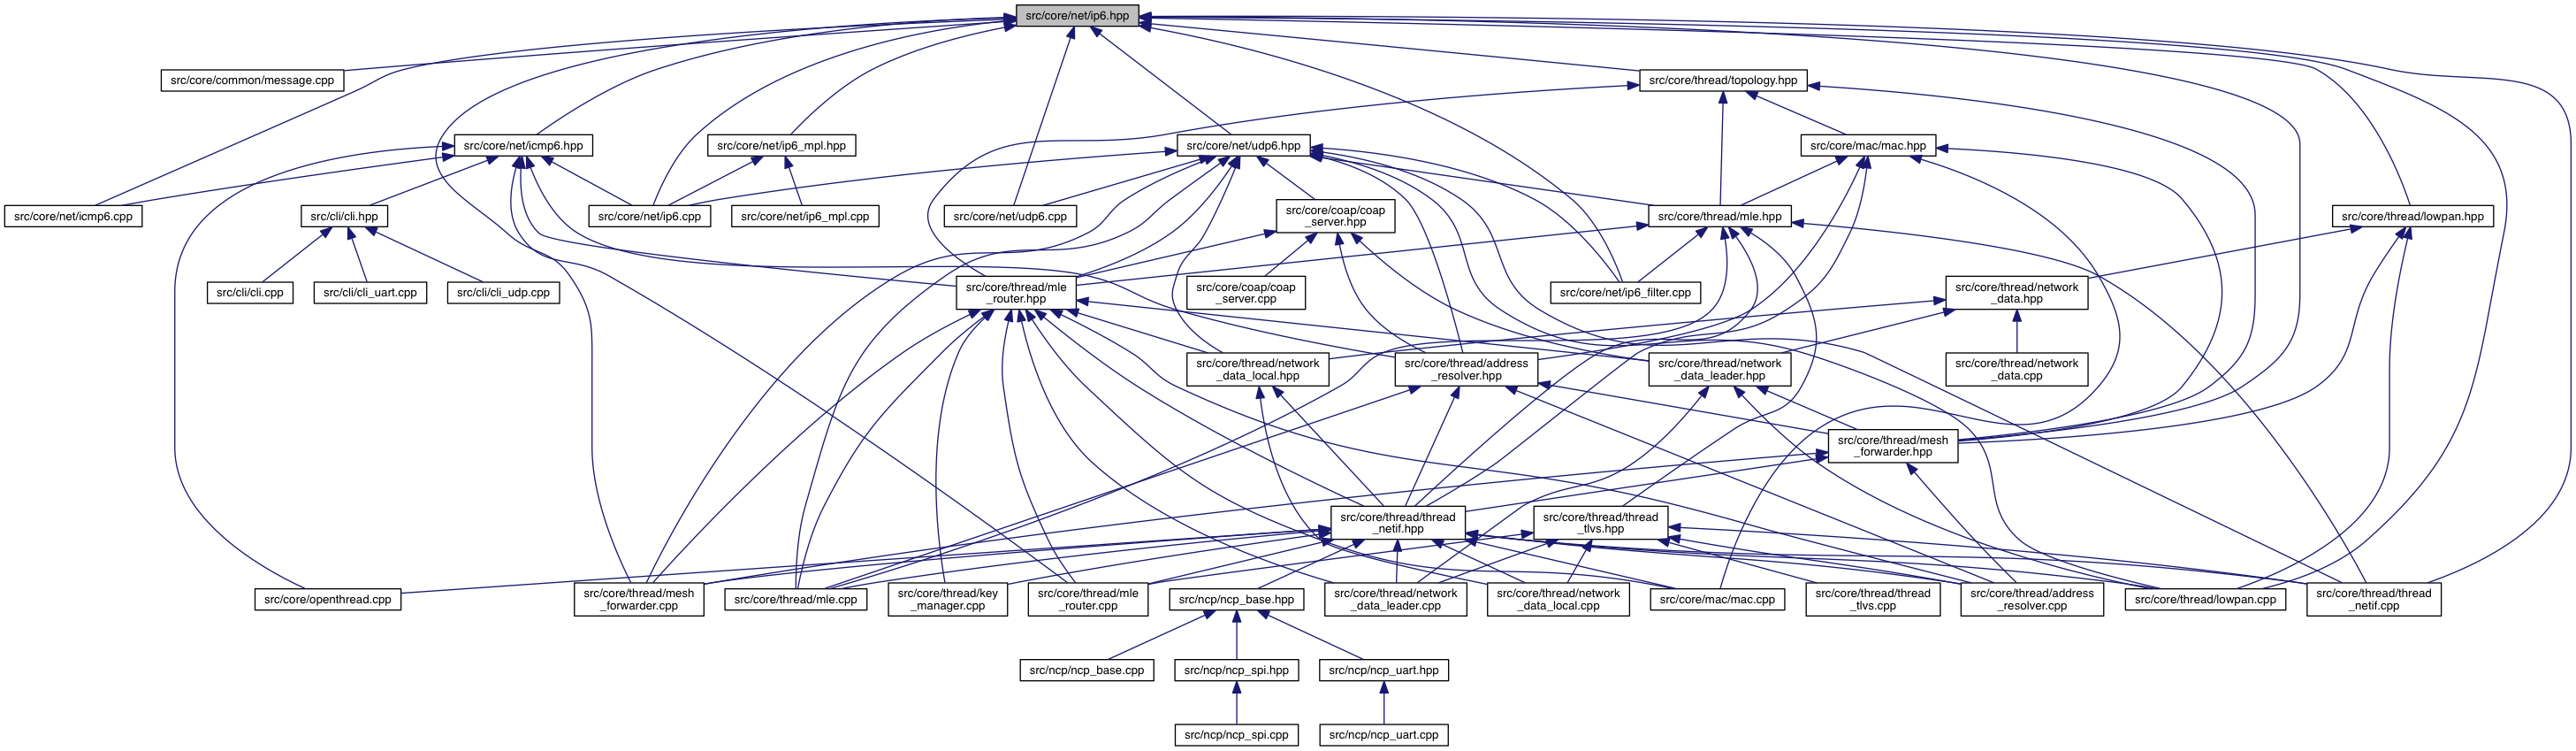 src/core/net/ip6.hpp
src/core/common/message.cpp
src/core/thread/topology.hpp
src/core/net/icmp6.hpp
src/core/net/ip6_mpl.hpp
src/core/net/udp6.hpp
src/core/mac/mac.hpp
src/core/net/icmp6.cpp
src/cli/cli.hpp
src/core/net/ip6.cpp
src/core/net/ip6_mpl.cpp
src/core/net/udp6.cpp
src/core/coap/coap
_server.hpp
src/core/thread/mle.hpp
src/core/thread/lowpan.hpp
src/cli/cli.cpp
src/cli/cli_uart.cpp
src/cli/cli_udp.cpp
src/core/thread/mle
_router.hpp
src/core/coap/coap
_server.cpp
src/core/net/ip6_filter.cpp
src/core/thread/network
_data.hpp
src/core/thread/network
_data_local.hpp
src/core/thread/address
_resolver.hpp
src/core/thread/network
_data_leader.hpp
src/core/thread/network
_data.cpp
src/core/thread/mesh
_forwarder.hpp
src/core/thread/thread
_netif.hpp
src/core/thread/thread
_tlvs.hpp
src/core/openthread.cpp
src/core/thread/mesh
_forwarder.cpp
src/core/thread/mle.cpp
src/core/thread/key
_manager.cpp
src/core/thread/mle
_router.cpp
src/ncp/ncp_base.hpp
src/core/thread/network
_data_leader.cpp
src/core/thread/network
_data_local.cpp
src/core/mac/mac.cpp
src/core/thread/thread
_tlvs.cpp
src/core/thread/address
_resolver.cpp
src/core/thread/lowpan.cpp
src/core/thread/thread
_netif.cpp
src/ncp/ncp_base.cpp
src/ncp/ncp_spi.hpp
src/ncp/ncp_uart.hpp
src/ncp/ncp_spi.cpp
src/ncp/ncp_uart.cpp